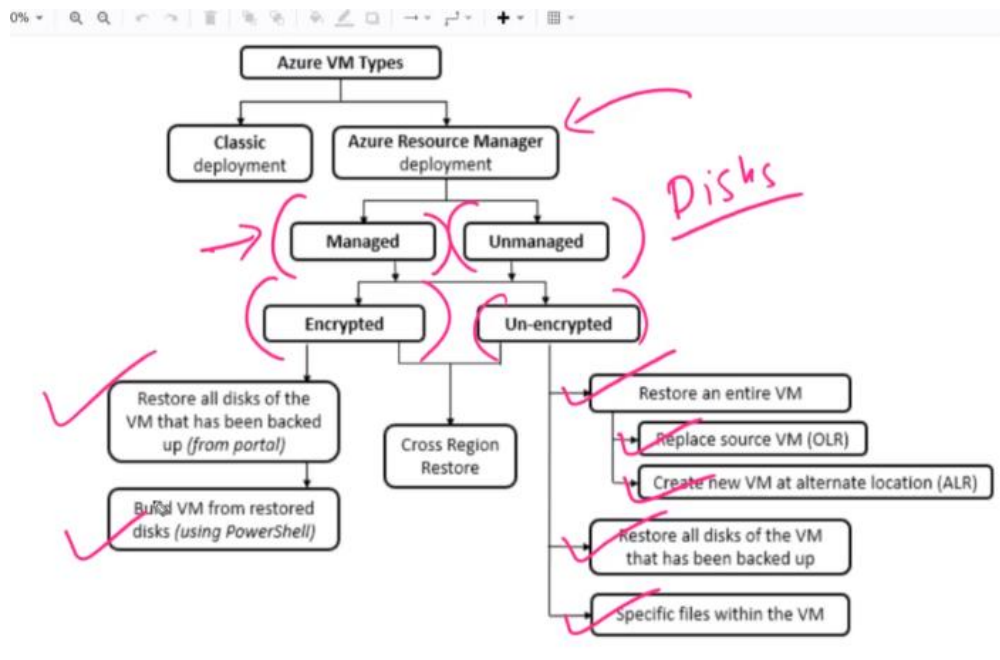 0%
Azure VM Types
Classic
deployment
Azure Resource Manager
deployment
Disks
Managed
Unmanaged
Encrypted
Un-encrypted
Restore all disks of the
VM that has been backed
up (from portal)
Build VM from restored
disks (using PowerShell)
Cross Region
Restore
Restore an entire VM
Replace source VM (OLR)
Create new VM at alternate location (ALR)
Restore all disks of the VM
that has been backed up
Specific files within the VM